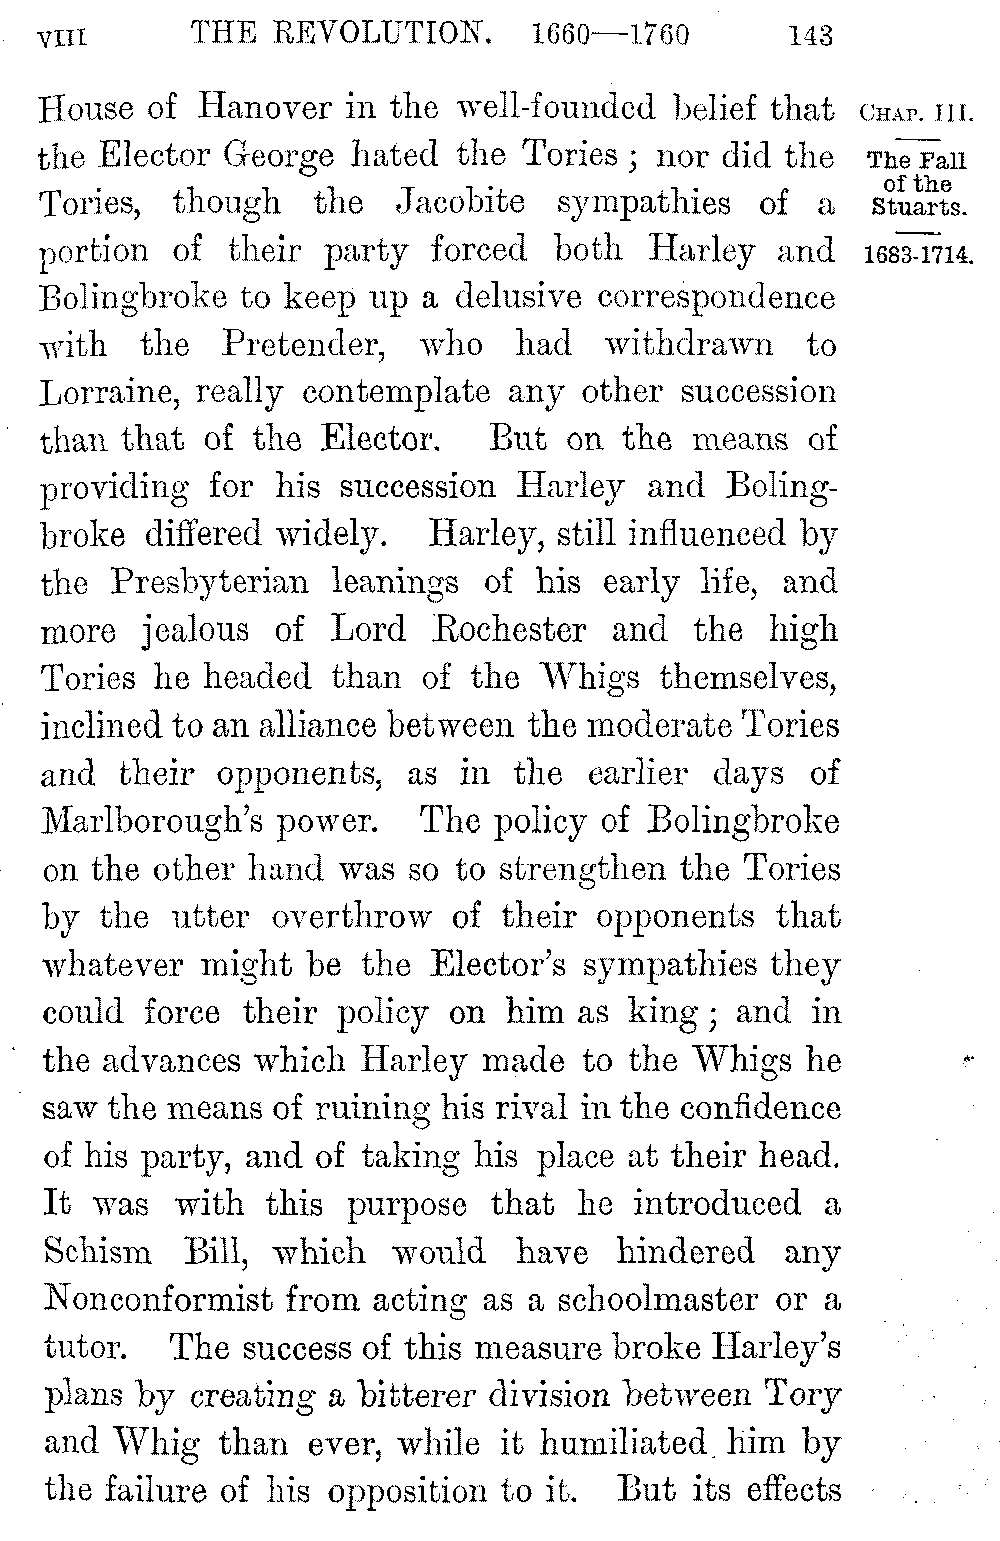 VIII THE REVOLUTION. 1660—1760 143
House of Hanover in the well-founded belief that
the Elector George hated the Tories; nor did the
Tories, though the Jacobite sympathies of a
portion of their party forced both Harley and
Bolingbroke to keep up a delusive correspondence
with the Pretender, who had withdrawn to
Lorraine, really contemplate any other succession
than that of the Elector. But on the means of
providing for his succession Harley and Boling-
broke differed widely. Harley, still influenced by
the Presbyterian leanings of his early life, and
more jealous of Lord Rochester and the high
Tories he headed than of the Whigs themselves,
inclined to an alliance between the moderate Tories
and their opponents, as in the earlier days of
Marlborough's power. The policy of Bolingbroke
on the other hand was so to strengthen the Tories
by the utter overthrow of their opponents that
whatever might be the Elector's sympathies they
could force their policy on him as king; and in
the advances which Harley made to the Whigs he
saw the means of ruining his rival in the confidence
of his party, and of taking his place at their head.
It was with this purpose that he introduced a
Schism Bill, which would have hindered any
Nonconformist from acting as a schoolmaster or a
tutor. The success of this measure broke Harley's
plans by creating a bitterer division between Tory
and Whig than ever, while it humiliated him by
the failure of his opposition to it. But its effects
CHAP. III.
The Fall
of the
Stuarts.
1683-1714.